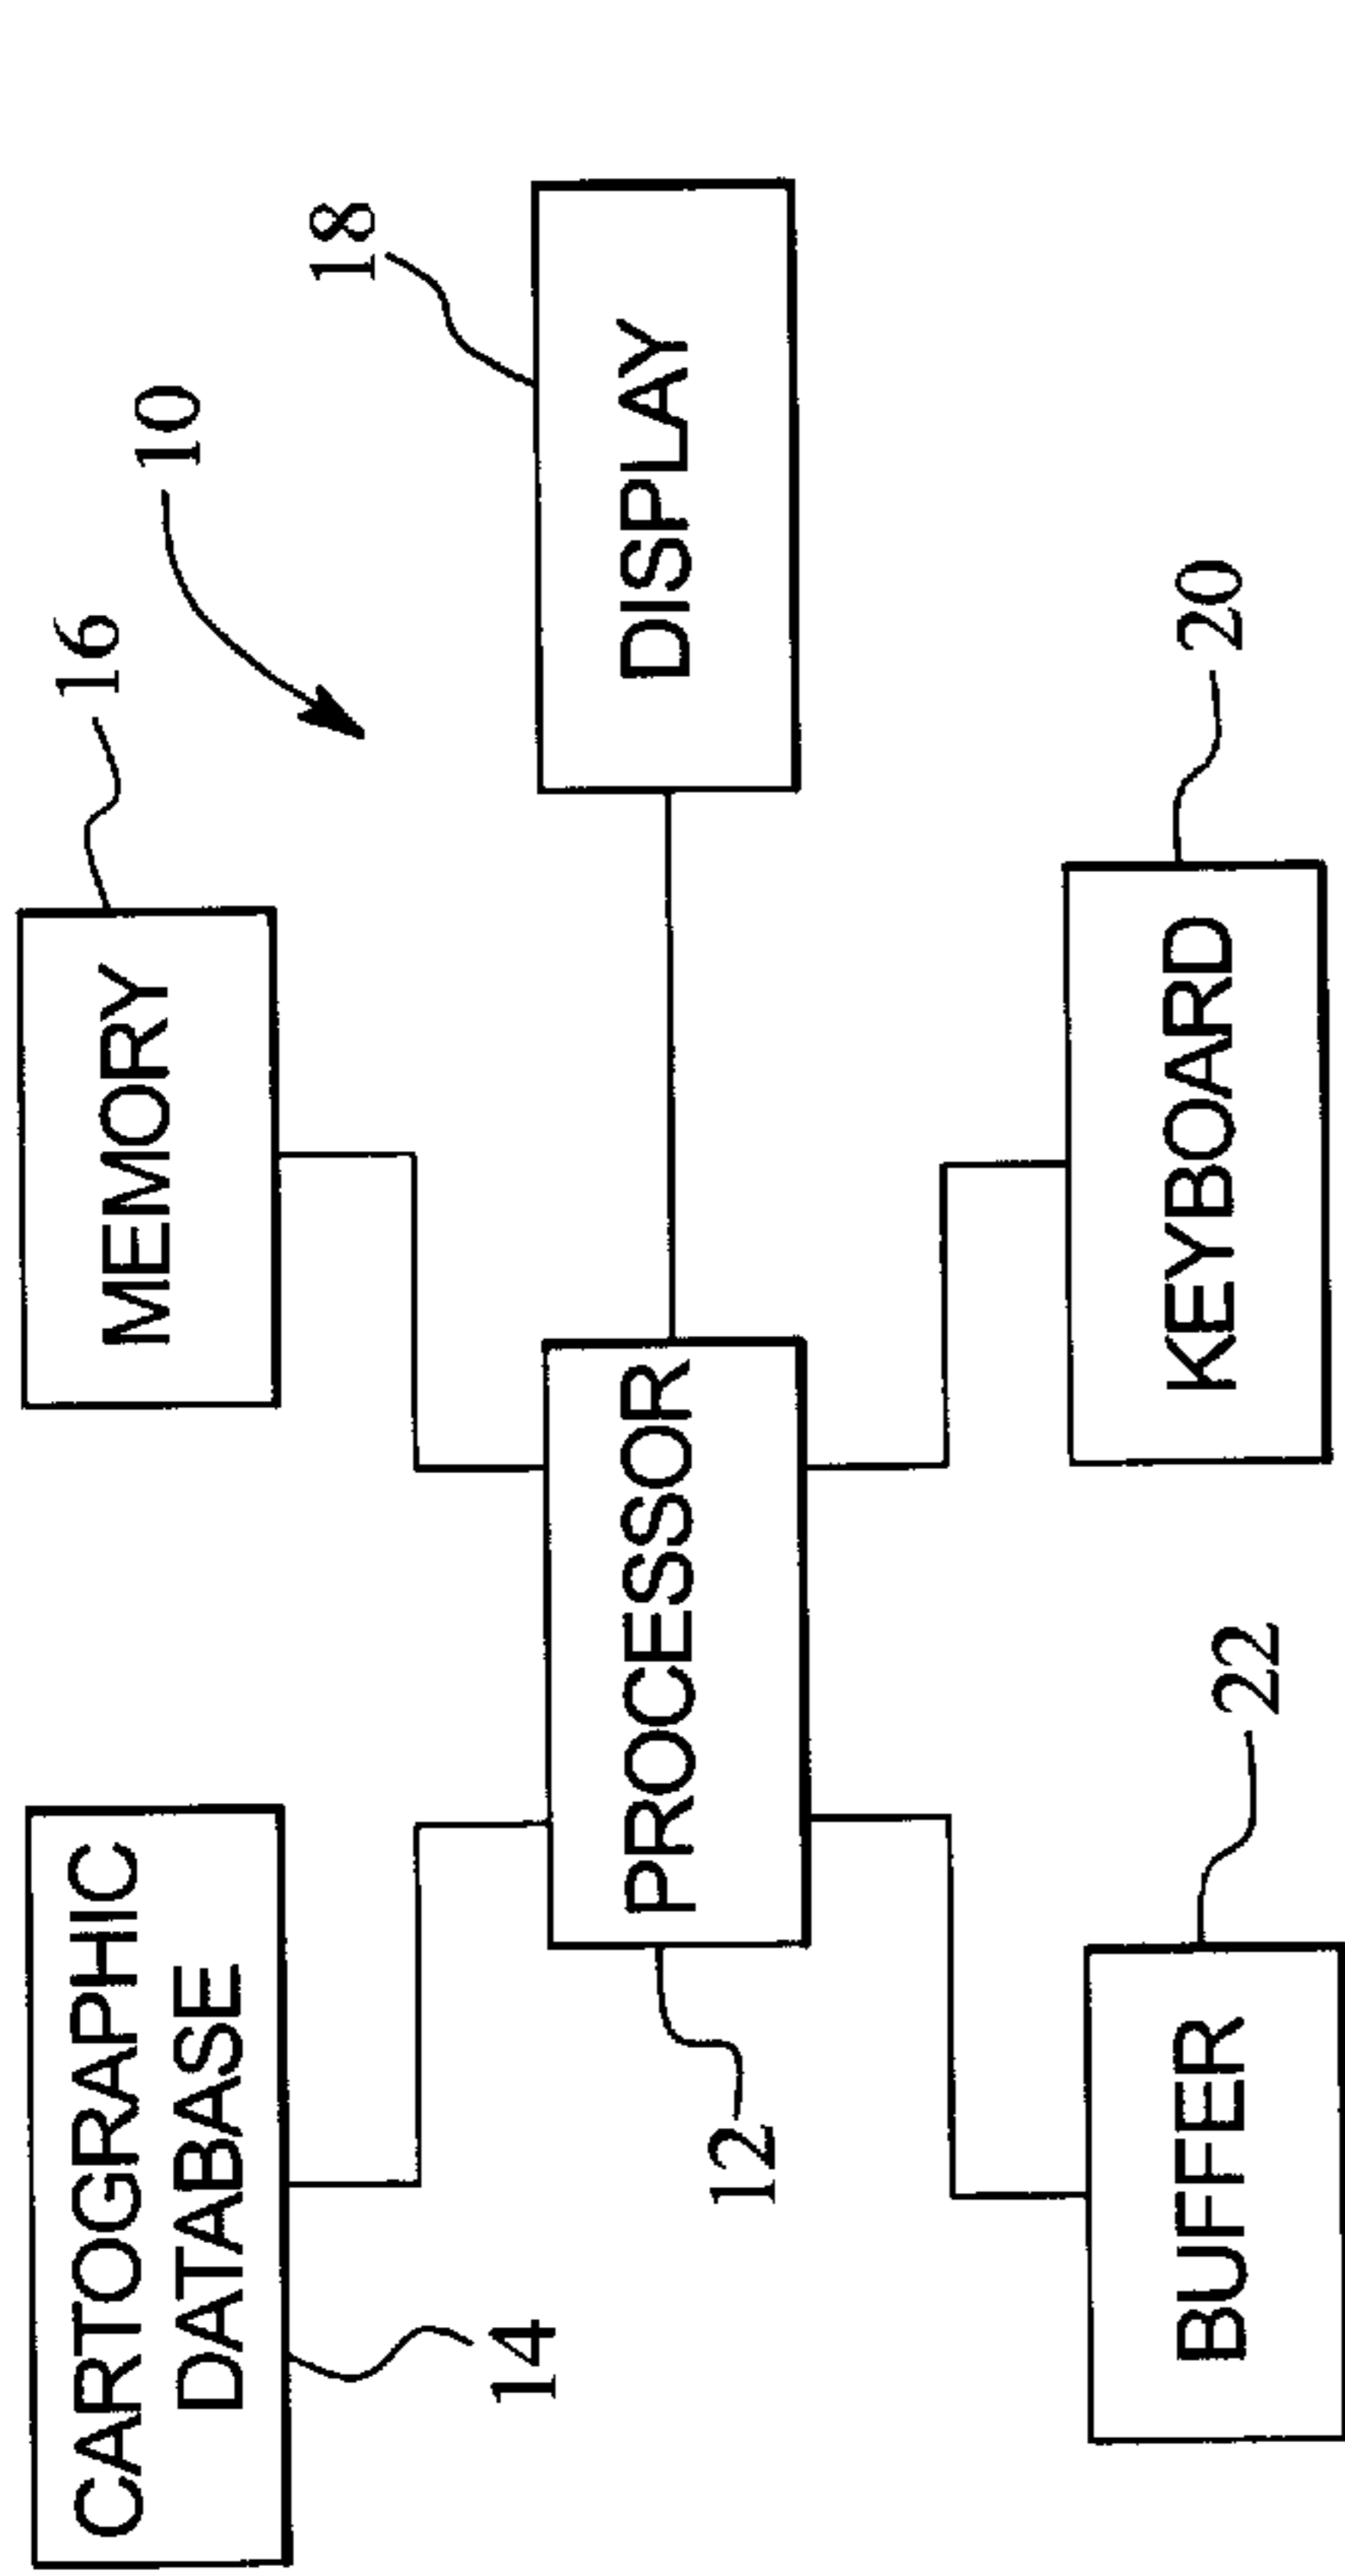 CARTOGRAPHIC
DATABASE
14
MEMORY
16
10
PROCESSOR
12
DISPLAY
18
BUFFER
22
KEYBOARD
20